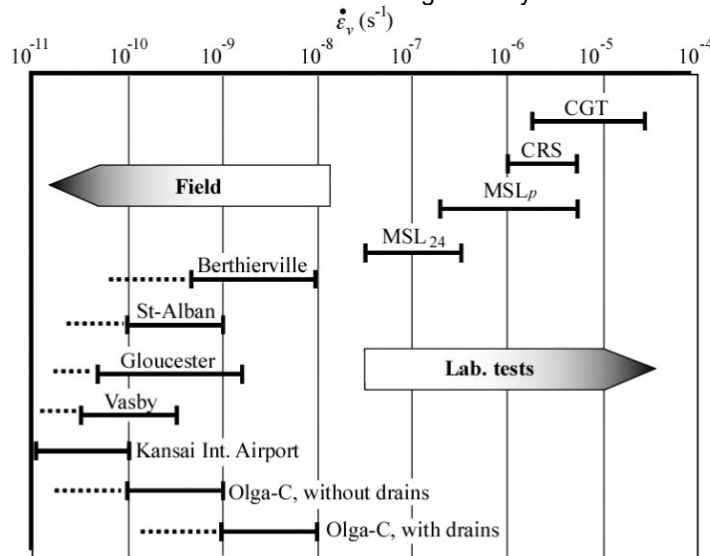 ε̇v (s-1)
10-11 10-10 10-9 10-8 10-7 10-6 10-5 10-4
CGT
CRS
Field
MSLp
MSL24
Berthierville
St-Alban
Gloucester
Lab. tests
Vasby
Kansai Int. Airport
Olga-C, without drains
Olga-C, with drains